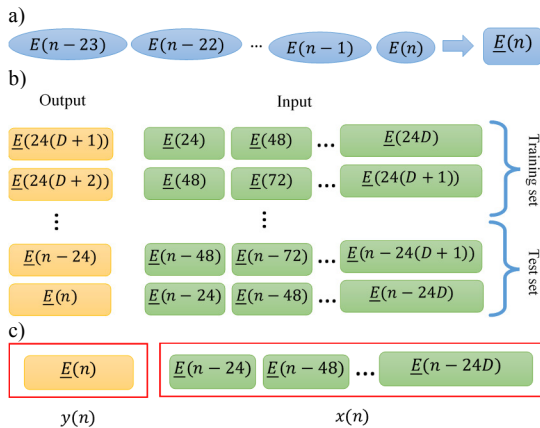 a)
E(n − 23) E(n − 22) ... E(n − 1) E(n) E(n)
b)
Output Input
E(24(D + 1)) E(24) E(48) ... E(24D)
E(24(D + 2)) E(48) E(72) ... E(24(D + 1))
Training set
⋮ ⋮
E(n − 24) E(n − 48) E(n − 72) ... E(n − 24(D + 1))
E(n) E(n − 24) E(n − 48) ... E(n − 24D)
Test set
c)
E(n) E(n − 24) E(n − 48) ... E(n − 24D)
y(n) x(n)